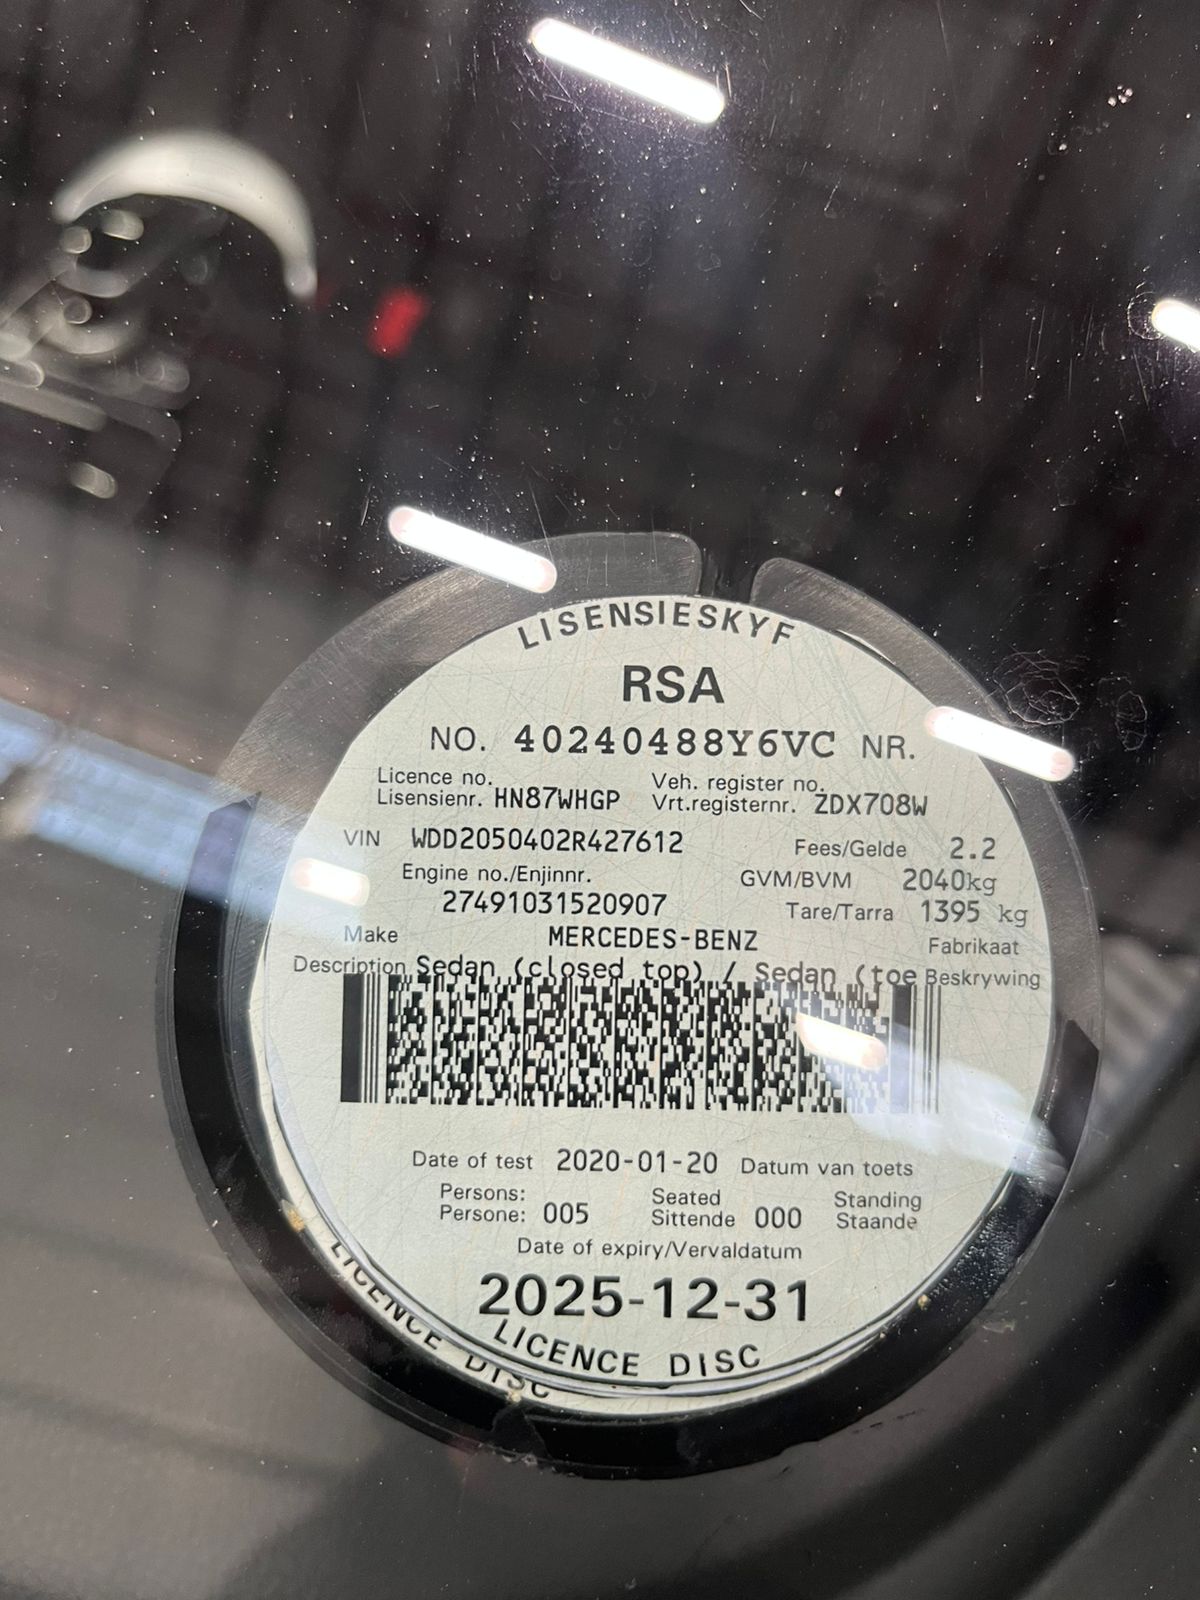 LISENSIESKYF
RSA
NO. 40240488Y6VC NR.
Licence no. Veh. register no.
Lisensienr. HN87WHGP Vrt.registernr. ZDX708W
VIN WDD2050402R427612 Fees/Gelde 2.2
Engine no./Enjinnr. GVM/BVM 2040kg
27491031520907 Tare/Tarra 1395 kg
Make MERCEDES-BENZ Fabrikaat
Description Sedan (closed top) / Sedan (toe Beskrywing
Date of test 2020-01-20 Datum van toets
Persons: Seated Standing
Persone: 005 Sittende 000 Staande
Date of expiry/Vervaldatum
2025-12-31
LICENCE DISC
LICENCE DISC